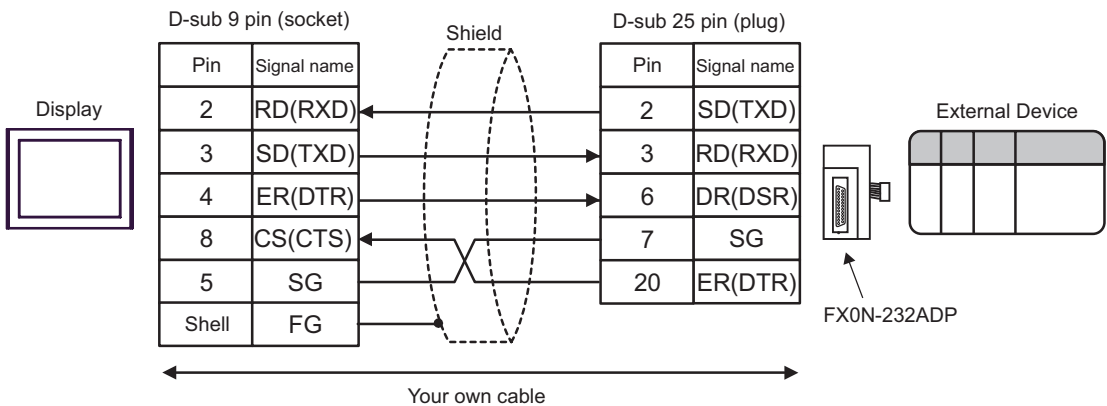 D-sub 9 pin (socket)
Shield
D-sub 25 pin (plug)
Display
Pin Signal name
2 RD(RXD)
3 SD(TXD)
4 ER(DTR)
8 CS(CTS)
5 SG
Shell FG
Pin Signal name
2 SD(TXD)
3 RD(RXD)
6 DR(DSR)
7 SG
20 ER(DTR)
External Device
FX0N-232ADP
Your own cable